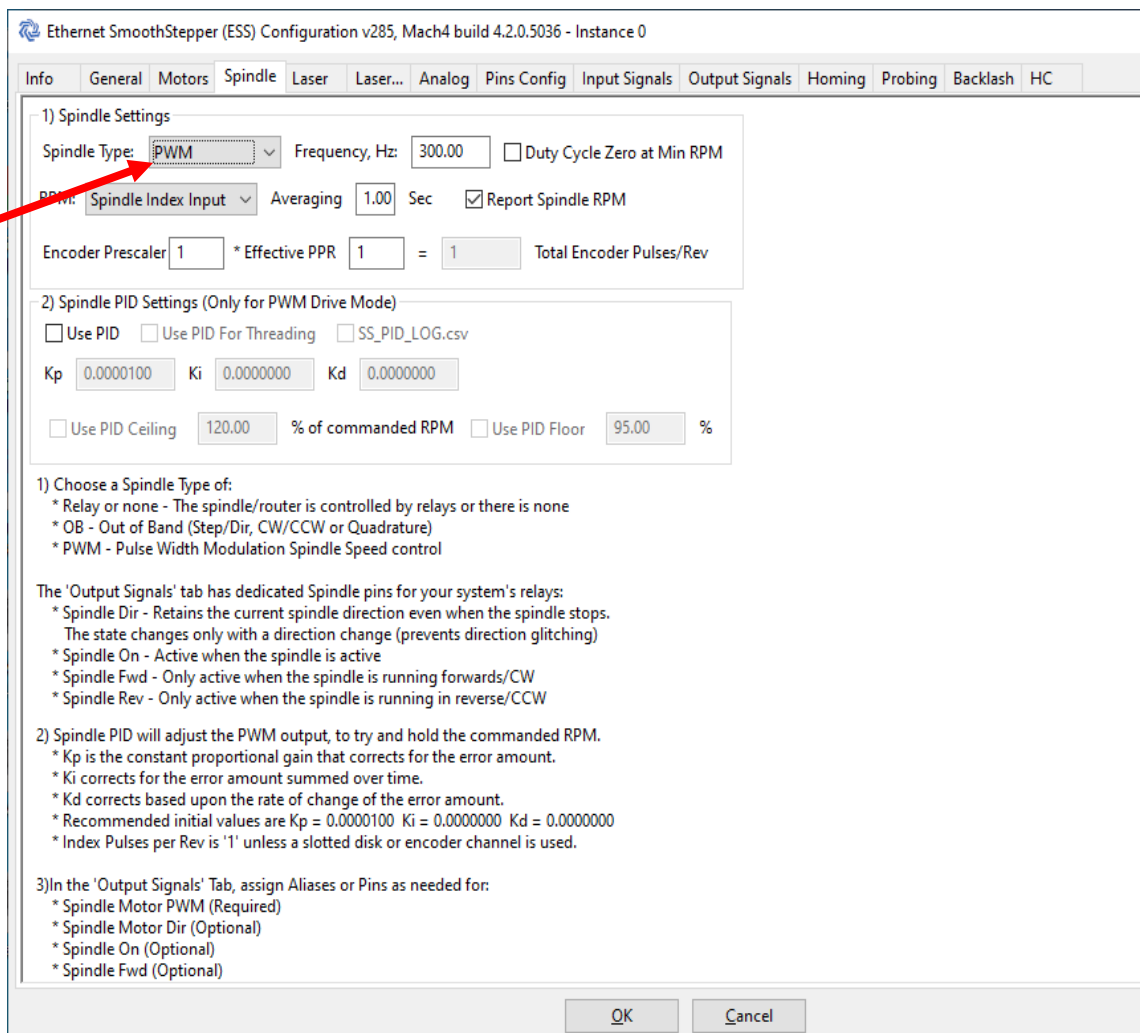 Ethernet SmoothStepper (ESS) Configuration v285, Mach4 build 4.2.0.5036 - Instance 0
Info General Motors Spindle Laser Laser... Analog Pins Config Input Signals Output Signals Homing Probing Backlash HC
1) Spindle Settings
Spindle Type: PWM Frequency, Hz: 300.00 Duty Cycle Zero at Min RPM
RPM: Spindle Index Input Averaging 1.00 Sec Report Spindle RPM
Encoder Prescaler 1 * Effective PPR 1 = 1 Total Encoder Pulses/Rev
2) Spindle PID Settings (Only for PWM Drive Mode)
Use PID Use PID For Threading SS_PID_LOG.csv
Kp 0.0000100 Ki 0.0000000 Kd 0.0000000
Use PID Ceiling 120.00 % of commanded RPM Use PID Floor 95.00 %
1) Choose a Spindle Type of:
* Relay or none - The spindle/router is controlled by relays or there is none
* OB - Out of Band (Step/Dir, CW/CCW or Quadrature)
* PWM - Pulse Width Modulation Spindle Speed control
The 'Output Signals' tab has dedicated Spindle pins for your system's relays:
* Spindle Dir - Retains the current spindle direction even when the spindle stops.
The state changes only with a direction change (prevents direction glitching)
* Spindle On - Active when the spindle is active
* Spindle Fwd - Only active when the spindle is running forwards/CW
* Spindle Rev - Only active when the spindle is running in reverse/CCW
2) Spindle PID will adjust the PWM output, to try and hold the commanded RPM.
* Kp is the constant proportional gain that corrects for the error amount.
* Ki corrects for the error amount summed over time.
* Kd corrects based upon the rate of change of the error amount.
* Recommended initial values are Kp = 0.0000100 Ki = 0.0000000 Kd = 0.0000000
* Index Pulses per Rev is '1' unless a slotted disk or encoder channel is used.
3)In the 'Output Signals' Tab, assign Aliases or Pins as needed for:
* Spindle Motor PWM (Required)
* Spindle Motor Dir (Optional)
* Spindle On (Optional)
* Spindle Fwd (Optional)
OK Cancel